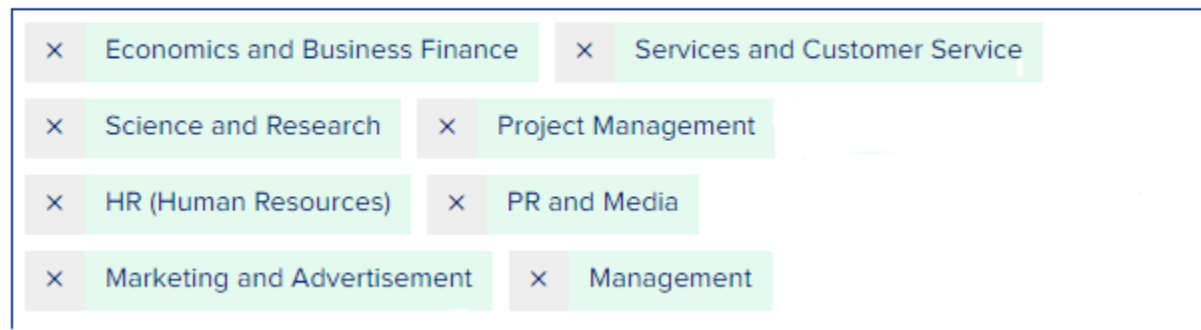 × Economics and Business Finance × Services and Customer Service
× Science and Research × Project Management
× HR (Human Resources) × PR and Media
× Marketing and Advertisement × Management